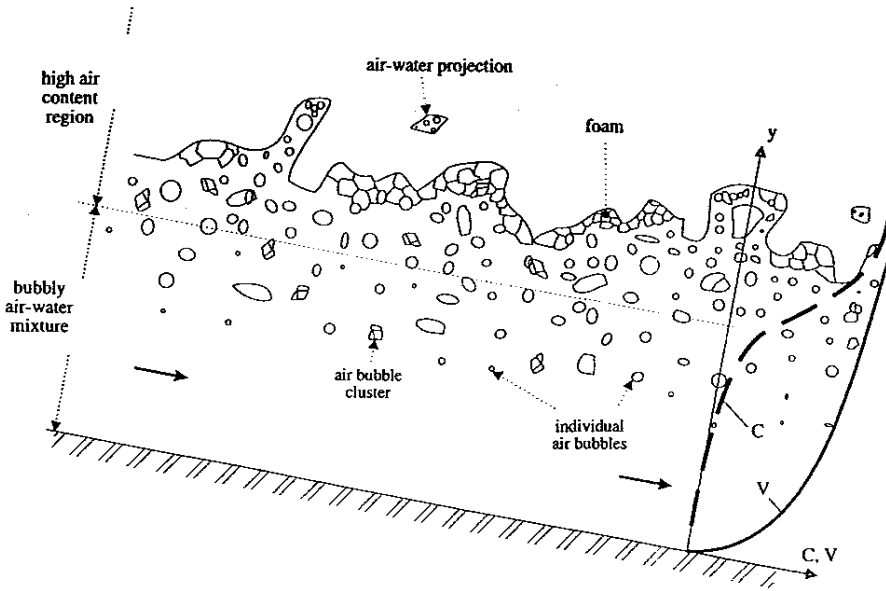 high air
content
region
air-water projection
foam
y
bubbly
air-water
mixture
air bubble
cluster
individual
air bubbles
C
V
C, V